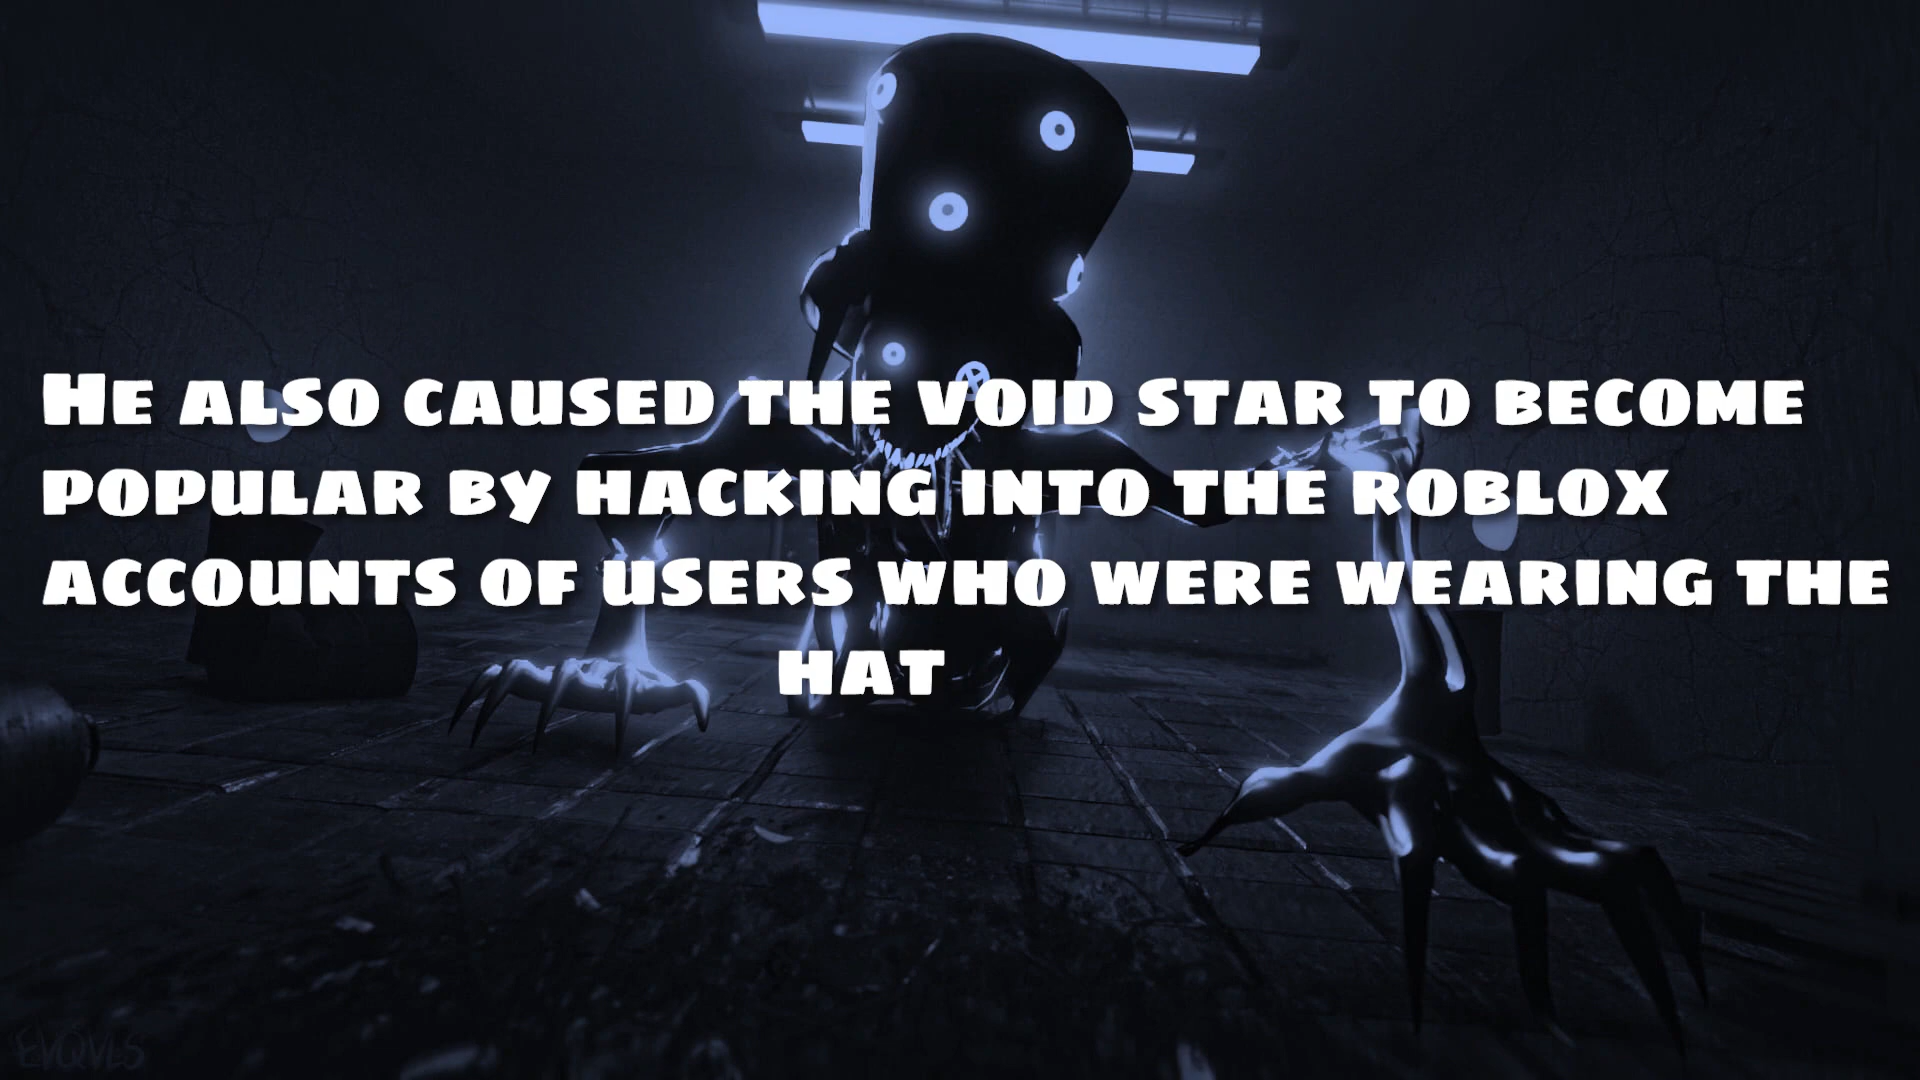 He also caused the void star to become
popular by hacking into the roblox
accounts of users who were wearing the
hat
EVQVLS